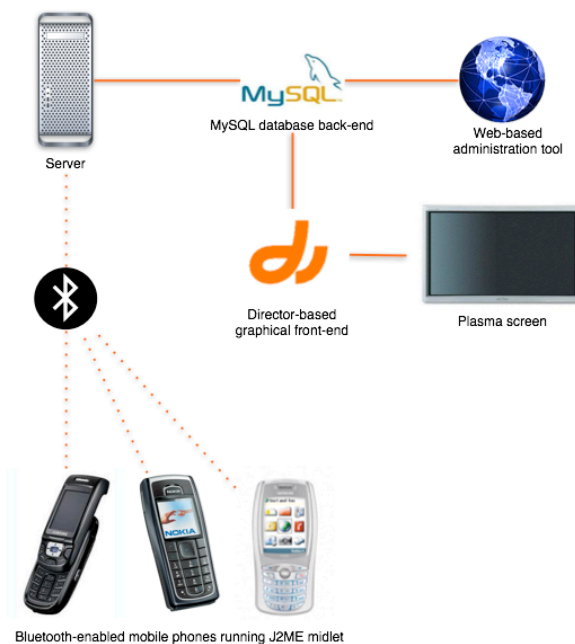 MySQL
MySQL database back-end
Web-based
administration tool
Server
Director-based
graphical front-end
Plasma screen
NOKIA
Bluetooth-enabled mobile phones running J2ME midlet